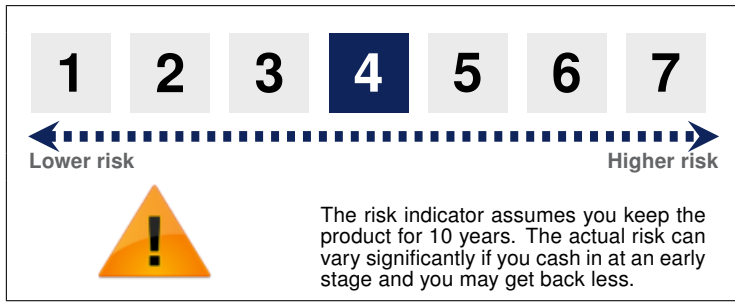 1 2 3 4 5 6 7
Lower risk Higher risk
!
The risk indicator assumes you keep the
product for 10 years. The actual risk can
vary significantly if you cash in at an early
stage and you may get back less.